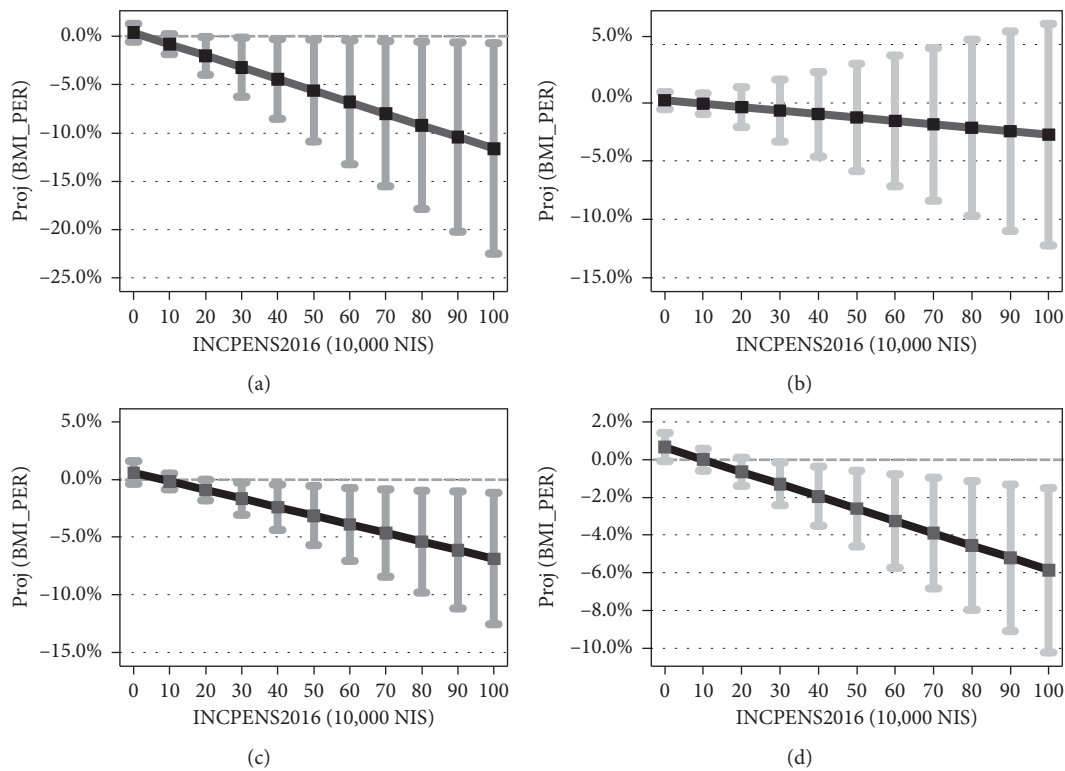 0.0%
−5.0%
−10.0%
−15.0%
−20.0%
−25.0%
Proj (BMI_PER)
0 10 20 30 40 50 60 70 80 90 100
INCPENS2016 (10,000 NIS)
(a)
5.0%
0.0%
−5.0%
−10.0%
−15.0%
Proj (BMI_PER)
0 10 20 30 40 50 60 70 80 90 100
INCPENS2016 (10,000 NIS)
(b)
5.0%
0.0%
−5.0%
−10.0%
−15.0%
Proj (BMI_PER)
0 10 20 30 40 50 60 70 80 90 100
INCPENS2016 (10,000 NIS)
(c)
2.0%
0.0%
−2.0%
−4.0%
−6.0%
−8.0%
−10.0%
Proj (BMI_PER)
0 10 20 30 40 50 60 70 80 90 100
INCPENS2016 (10,000 NIS)
(d)